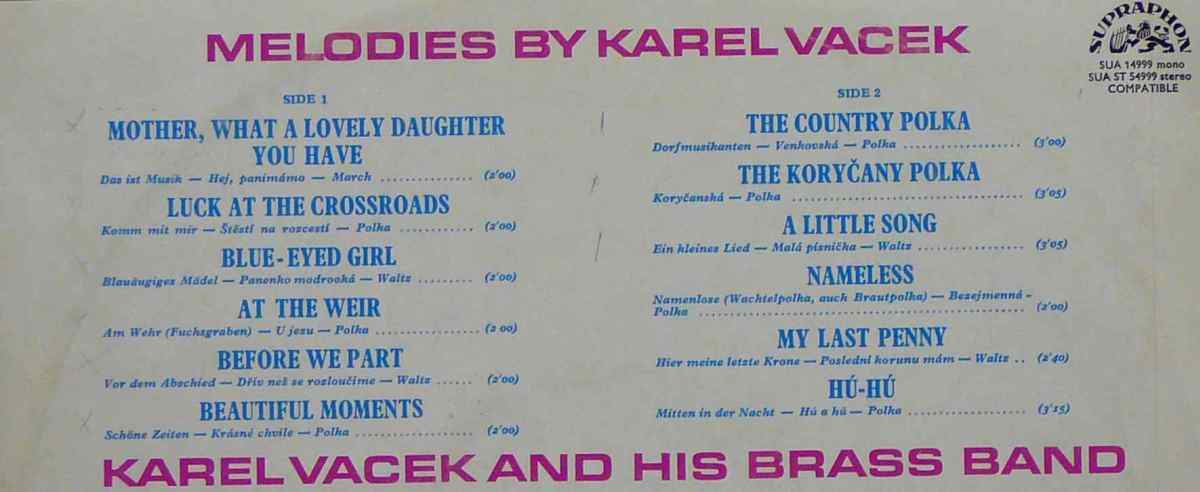 MELODIES BY KAREL VACEK
SUPRAPHON
SUA 14999 mono
SUA ST 54999 stereo
COMPATIBLE
SIDE 1
MOTHER, WHAT A LOVELY DAUGHTER
YOU HAVE
Das ist Musik — Hej, panímámo — March .............. (2'00)
LUCK AT THE CROSSROADS
Komm mit mir — Štěstí na rozcestí — Polka .......... (2'00)
BLUE-EYED GIRL
Blauäugiges Mädel — Panenko modrooká — Waltz ......... (2'00)
AT THE WEIR
Am Wehr (Fuchsgraben) — U jezu — Polka .............. (2 00)
BEFORE WE PART
Vor dem Abschied — Dřív než se rozloučíme — Waltz ...... (2'00)
BEAUTIFUL MOMENTS
Schöne Zeiten — Krásné chvíle — Polka .................. (2'00)
SIDE 2
THE COUNTRY POLKA
Dorfmusikanten — Venkovská — Polka .................. (3'00)
THE KORYČANY POLKA
Koryčanská — Polka .................................. (3'05)
A LITTLE SONG
Ein kleines Lied — Malá písnička — Waltz ................ (3'05)
NAMELESS
Namenlose (Wachtelpolka, auch Brautpolka) — Bezejmenná -
Polka .................................................. (2'00)
MY LAST PENNY
Hier meine letzte Krone — Poslední korunu mám — Waltz .. (2'40)
HÚ-HÚ
Mitten in der Nacht — Hú a hú — Polka .................. (3'15)
KAREL VACEK AND HIS BRASS BAND